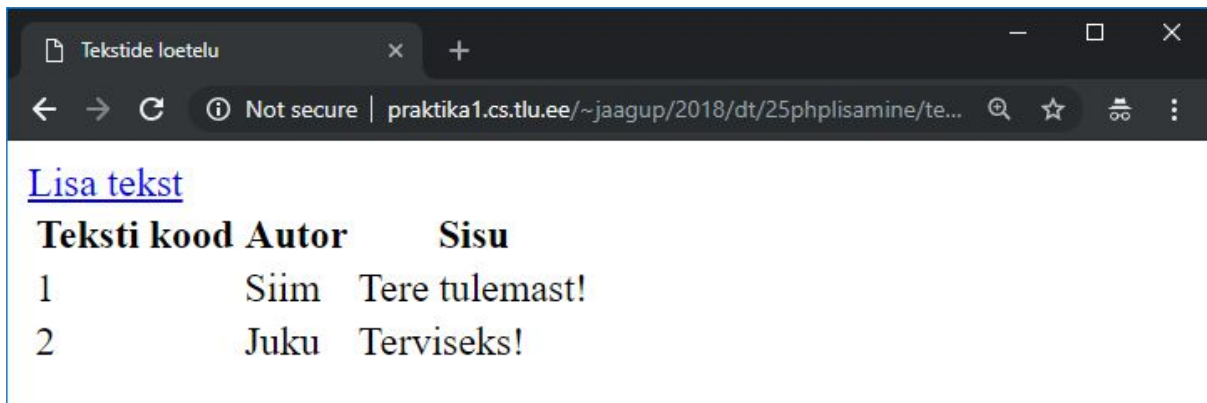 Tekstide loetelu
Not secure | praktika1.cs.tlu.ee/~jaagup/2018/dt/25phplisamine/te...
Lisa tekst
Teksti kood Autor Sisu
1 Siim Tere tulemast!
2 Juku Terviseks!